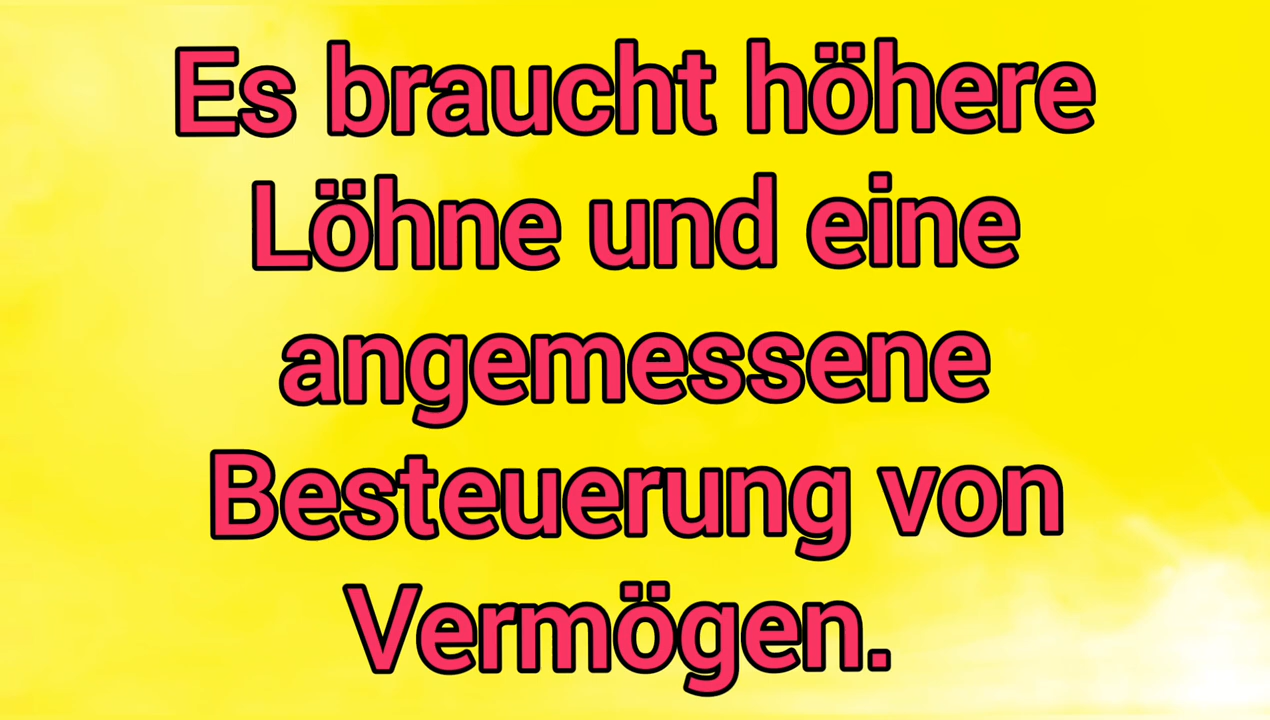 Es braucht höhere
Löhne und eine
angemessene
Besteuerung von
Vermögen.